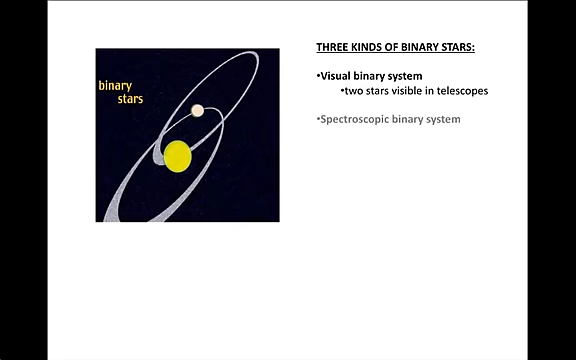 binary
stars
THREE KINDS OF BINARY STARS:
•Visual binary system
•two stars visible in telescopes
•Spectroscopic binary system